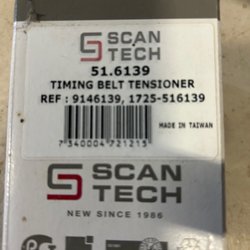 SCAN
TECH
51.6139
TIMING BELT TENSIONER
REF : 9146139, 1725-516139
MADE IN TAIWAN
7 340004 721215
SCAN
TECH
NEW SINCE 1986